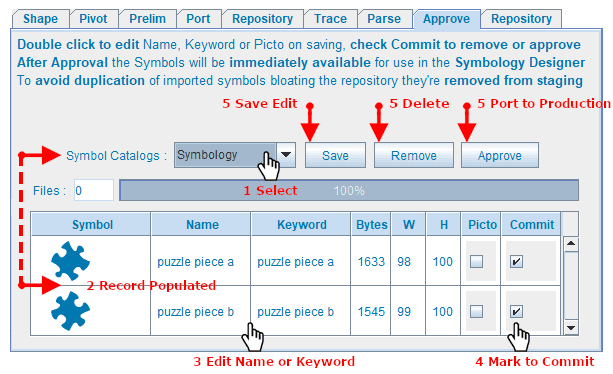 Shape Pivot Prelim Port Repository Trace Parse Approve Repository
Double click to edit Name, Keyword or Picto on saving, check Commit to remove or approve
After Approval the Symbols will be immediately available for use in the Symbology Designer
To avoid duplication of imported symbols bloating the repository they're removed from staging
5 Save Edit 5 Delete 5 Port to Production
Symbol Catalogs : Symbology Save Remove Approve
Files : 0 1 Select 100%
Symbol Name Keyword Bytes W H Picto Commit
puzzle piece a puzzle piece a 1633 98 100
2 Record Populated
puzzle piece b puzzle piece b 1545 99 100
3 Edit Name or Keyword 4 Mark to Commit